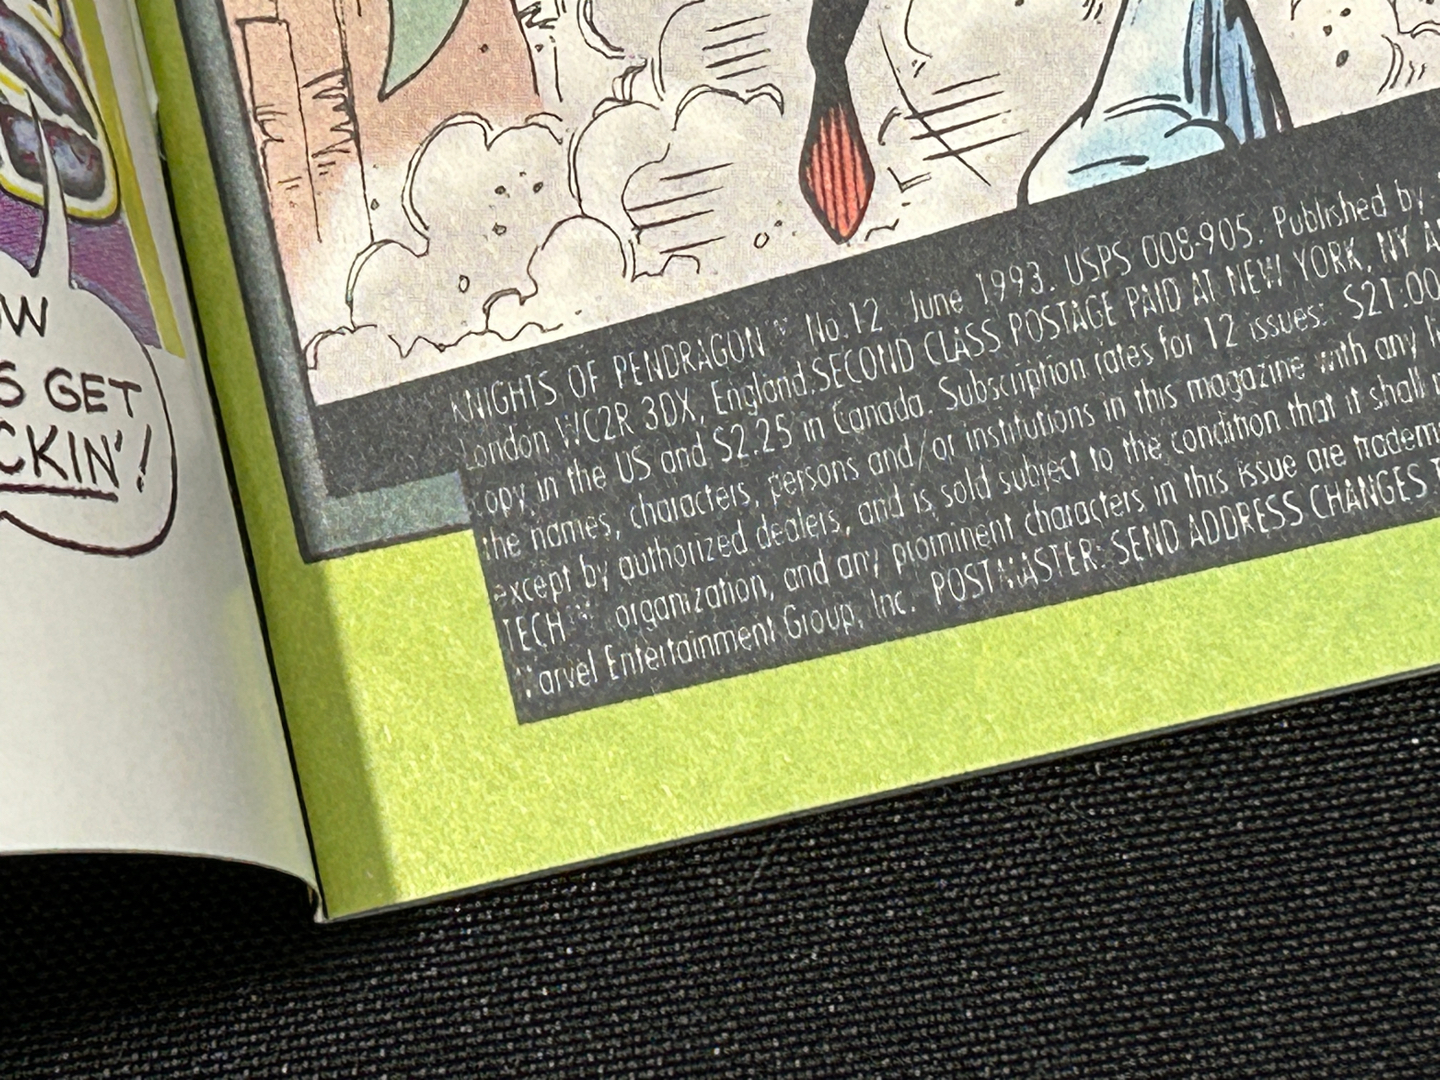 OW
S GET
CKIN'!
KNIGHTS OF PENDRAGON ™ No.12 June 1993. USPS 008-905. Published by
London WC2R 3DX, England.SECOND CLASS POSTAGE PAID AT NEW YORK, NY A
copy in the US and $2.25 in Canada. Subscription rates for 12 issues: $21.00
the names, characters, persons and/or institutions in this magazine with any li
except by authorized dealers, and is sold subject to the condition that it shall
TECH™ organization, and any prominent characters in this issue are tradem
Marvel Entertainment Group, Inc. POSTMASTER: SEND ADDRESS CHANGES T